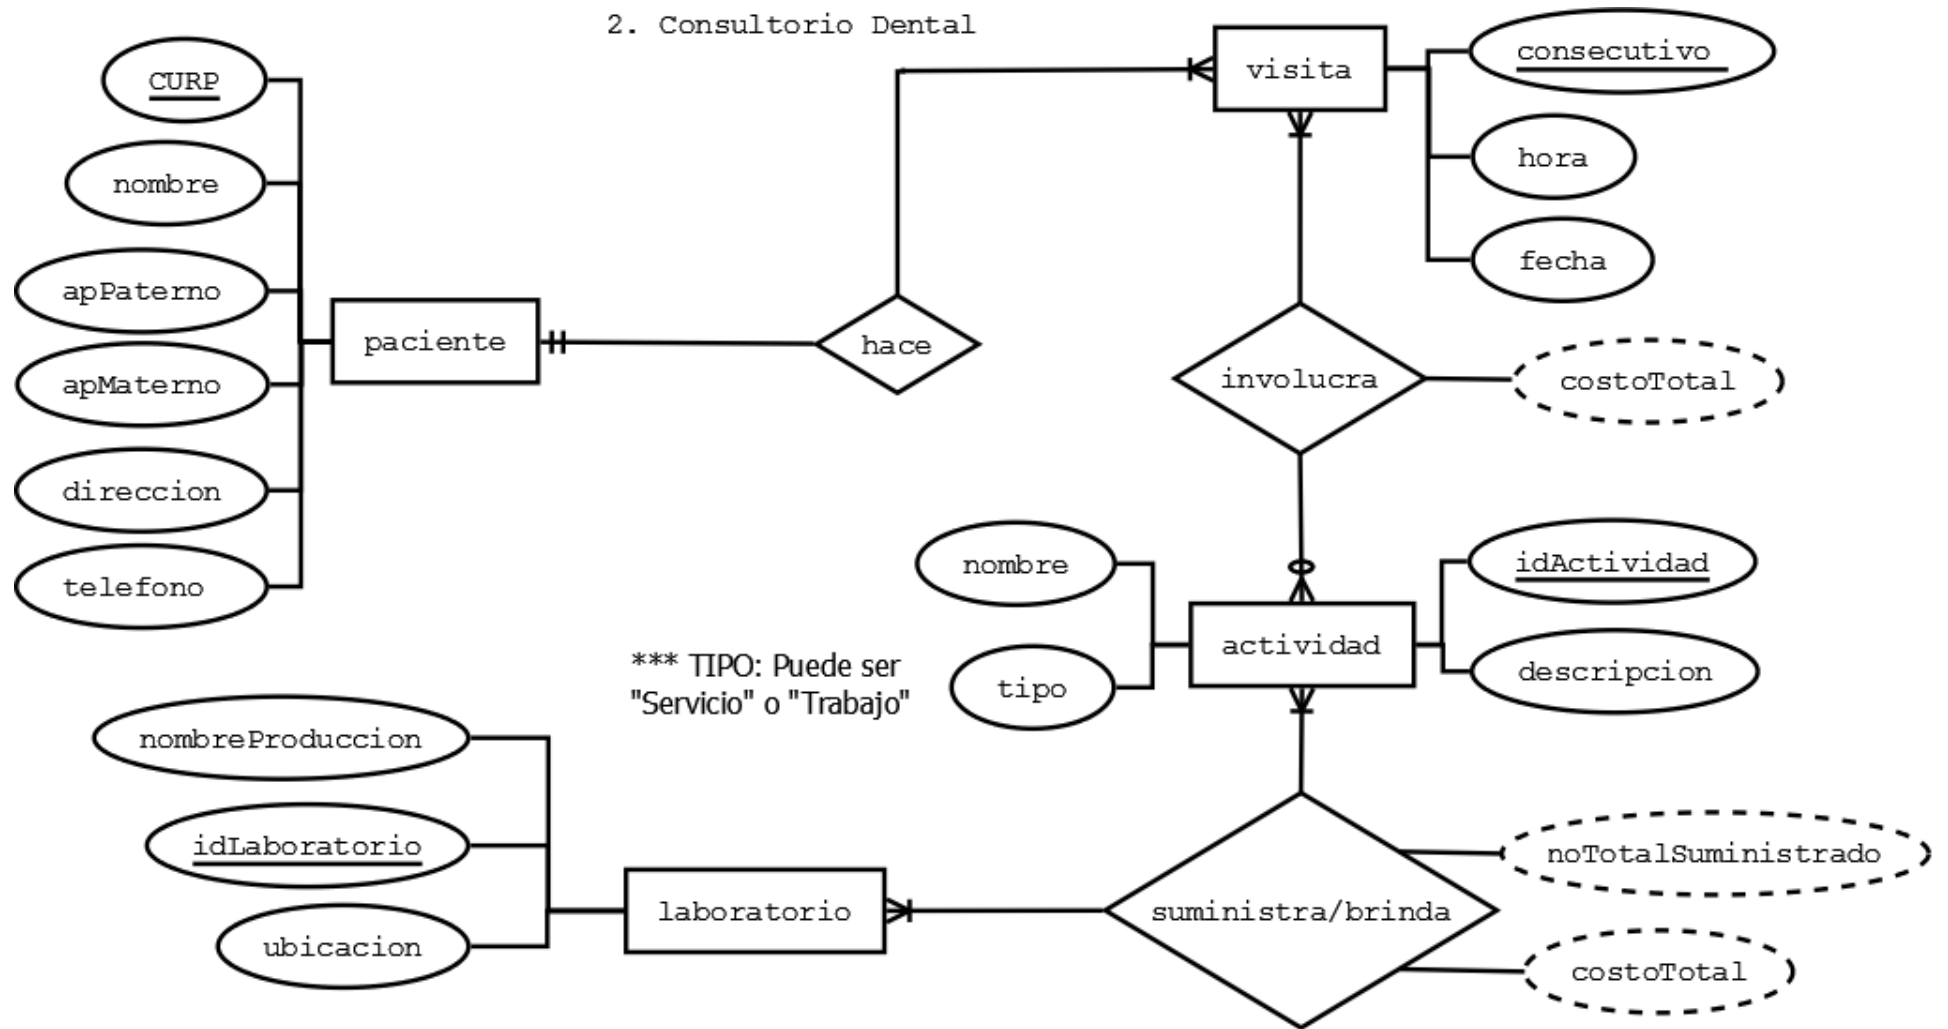 2. Consultorio Dental
CURP
nombre
apPaterno
apMaterno
direccion
telefono
paciente
hace
visita
consecutivo
hora
fecha
involucra
costoTotal
nombre
tipo
actividad
idActividad
descripcion
*** TIPO: Puede ser
"Servicio" o "Trabajo"
nombreProduccion
idLaboratorio
ubicacion
laboratorio
suministra/brinda
noTotalSuministrado
costoTotal